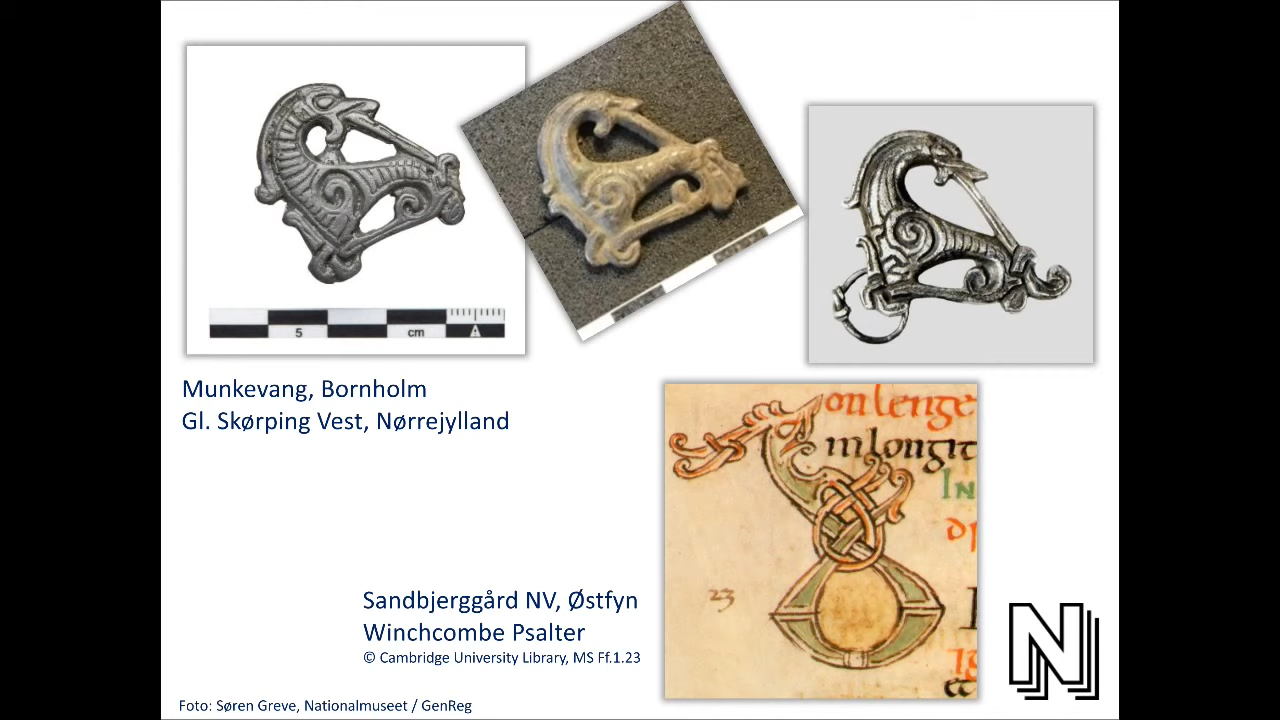 5 cm A
Munkevang, Bornholm
Gl. Skørping Vest, Nørrejylland
on lenge
in longit
In
23
Sandbjerggård NV, Østfyn
Winchcombe Psalter
© Cambridge University Library, MS Ff.1.23
Foto: Søren Greve, Nationalmuseet / GenReg
N